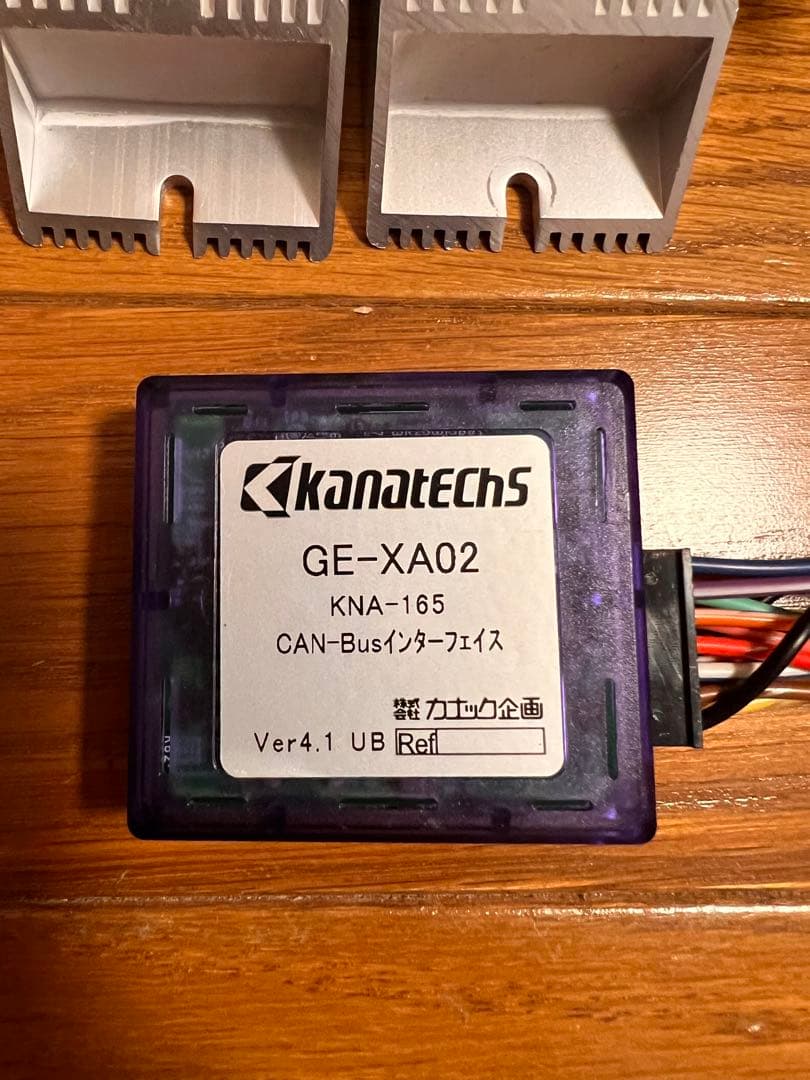 Kanatechs
GE-XA02
KNA-165
CAN-Busインターフェイス
株式会社 カナック企画
Ver4.1 UB Ref